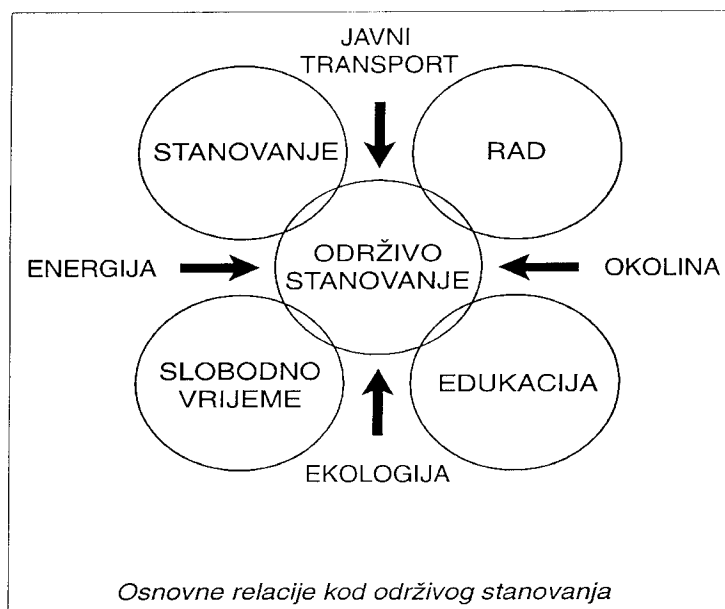 JAVNI
TRANSPORT
STANOVANJE
RAD
ENERGIJA
ODRŽIVO
STANOVANJE
OKOLINA
SLOBODNO
VRIJEME
EDUKACIJA
EKOLOGIJA
Osnovne relacije kod održivog stanovanja